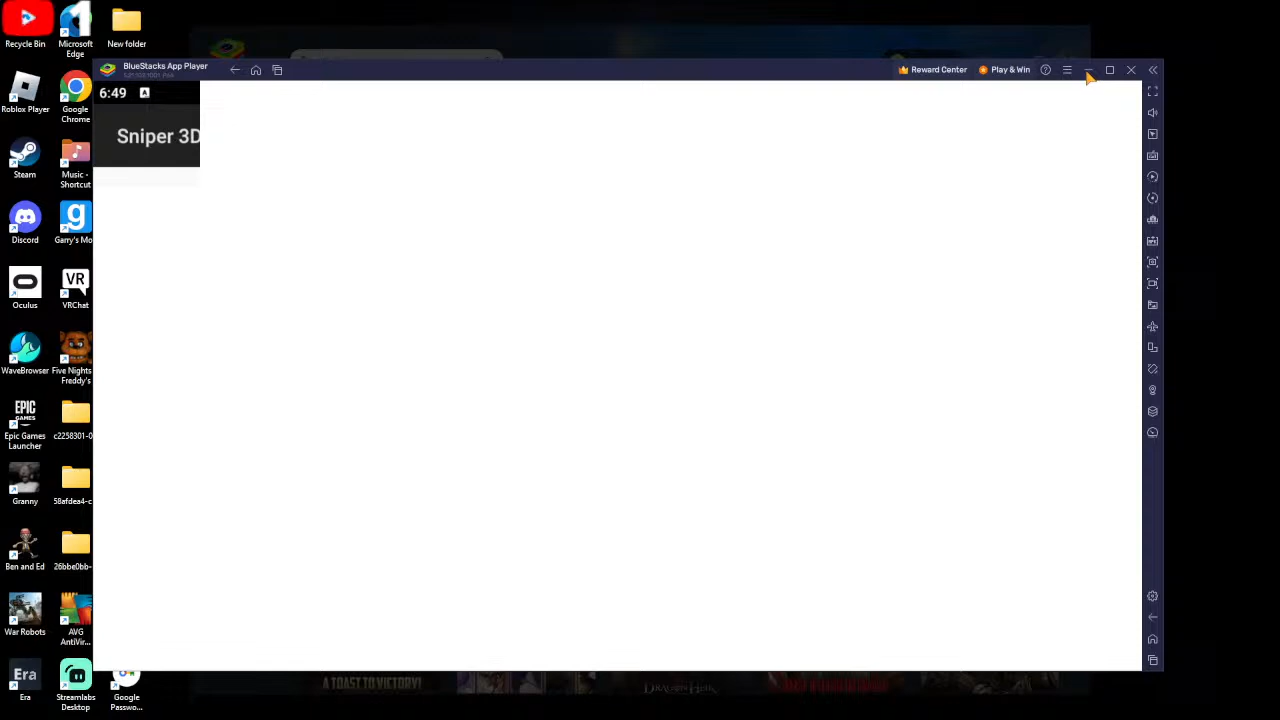 Recycle Bin
Microsoft
Edge
New folder
BlueStacks App Player
Reward Center
Play & Win
6:49
A
Sniper 3D
Roblox Player
Google
Chrome
Steam
Music -
Shortcut
Discord
Garry's Mo
Oculus
VR
VRChat
WaveBrowser
Five Nights
Freddy's
EPIC
GAMES
Epic Games
Launcher
c2258301-0
Granny
58afdea4-c
Ben and Ed
26bbe0bb-
War Robots
AVG
AntiVir...
Era
Era
Streamlabs
Desktop
Google
Passwo...
A TOAST TO VICTORY!